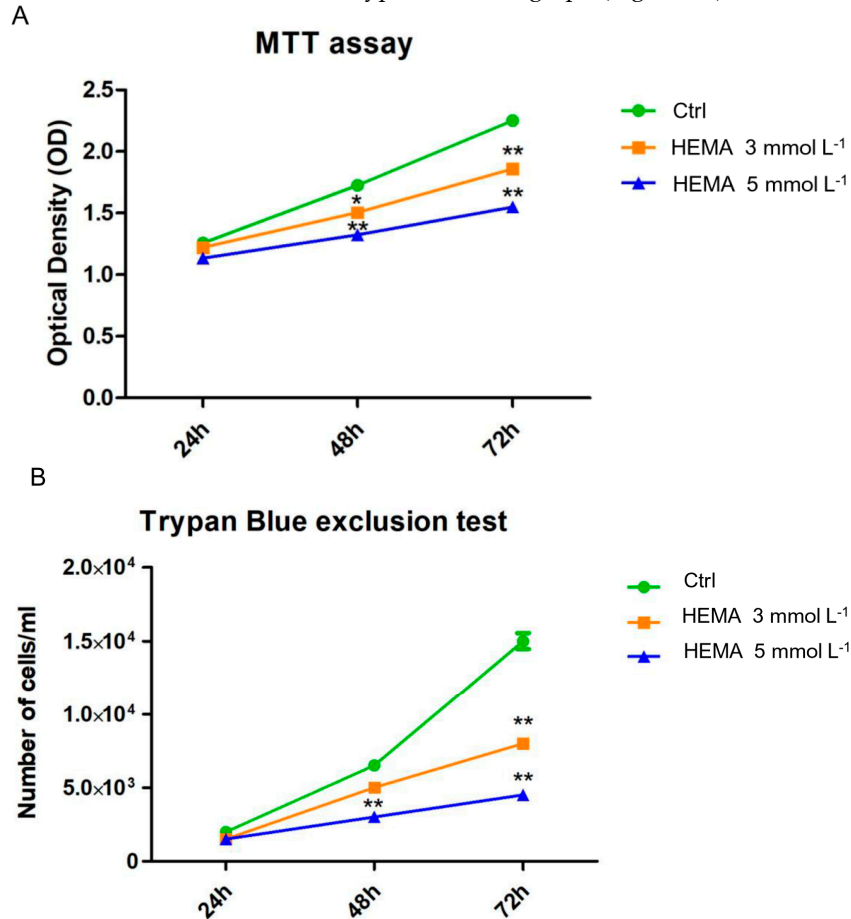 A
MTT assay
Optical Density (OD)
2.5
2.0
1.5
1.0
0.5
0.0
24h
48h
72h
*
**
**
**
Ctrl
HEMA 3 mmol L-1
HEMA 5 mmol L-1
B
Trypan Blue exclusion test
Number of cells/ml
2.0×10⁴
1.5×10⁴
1.0×10⁴
5.0×10³
0
24h
48h
72h
**
**
**
Ctrl
HEMA 3 mmol L-1
HEMA 5 mmol L-1